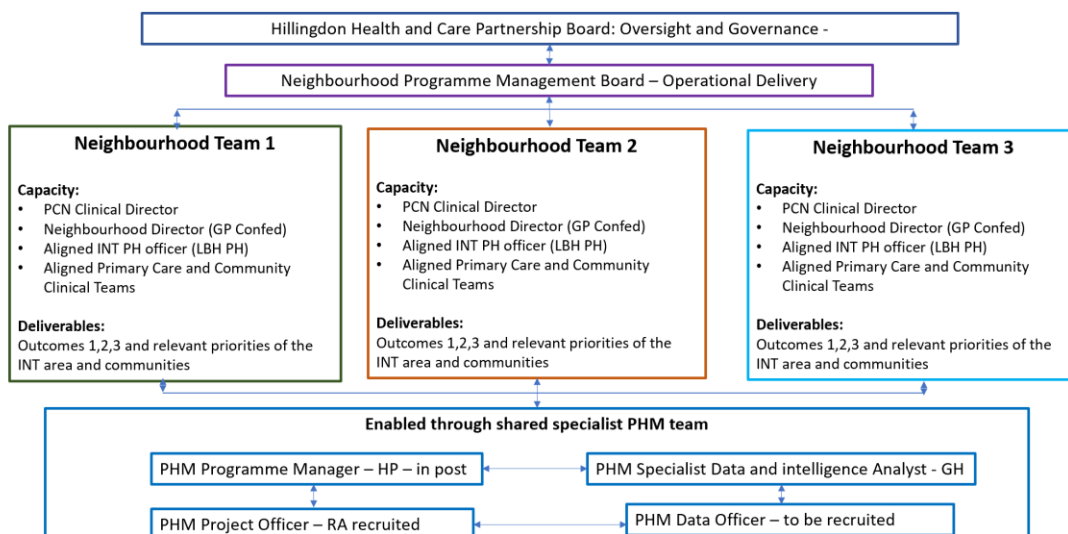 Hillingdon Health and Care Partnership Board: Oversight and Governance -
Neighbourhood Programme Management Board – Operational Delivery
Neighbourhood Team 1
Capacity:
• PCN Clinical Director
• Neighbourhood Director (GP Confed)
• Aligned INT PH officer (LBH PH)
• Aligned Primary Care and Community
Clinical Teams
Deliverables:
Outcomes 1,2,3 and relevant priorities of the
INT area and communities
Neighbourhood Team 2
Capacity:
• PCN Clinical Director
• Neighbourhood Director (GP Confed)
• Aligned INT PH officer (LBH PH)
• Aligned Primary Care and Community
Clinical Teams
Deliverables:
Outcomes 1,2,3 and relevant priorities of the
INT area and communities
Neighbourhood Team 3
Capacity:
• PCN Clinical Director
• Neighbourhood Director (GP Confed)
• Aligned INT PH officer (LBH PH)
• Aligned Primary Care and Community
Clinical Teams
Deliverables:
Outcomes 1,2,3 and relevant priorities of the
INT area and communities
Enabled through shared specialist PHM team
PHM Programme Manager – HP – in post
PHM Specialist Data and intelligence Analyst - GH
PHM Project Officer – RA recruited
PHM Data Officer – to be recruited